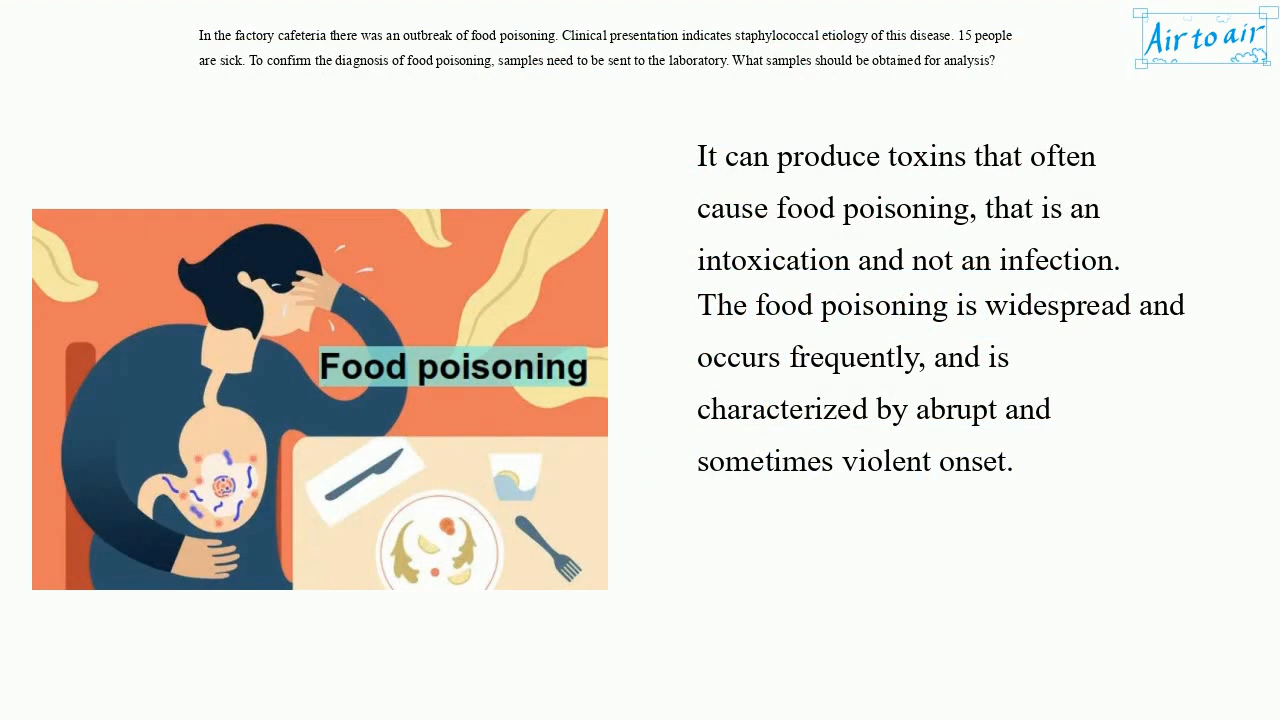 In the factory cafeteria there was an outbreak of food poisoning. Clinical presentation indicates staphylococcal etiology of this disease. 15 people
are sick. To confirm the diagnosis of food poisoning, samples need to be sent to the laboratory. What samples should be obtained for analysis?
Air to air
It can produce toxins that often
cause food poisoning, that is an
intoxication and not an infection.
The food poisoning is widespread and
occurs frequently, and is
characterized by abrupt and
sometimes violent onset.
Food poisoning